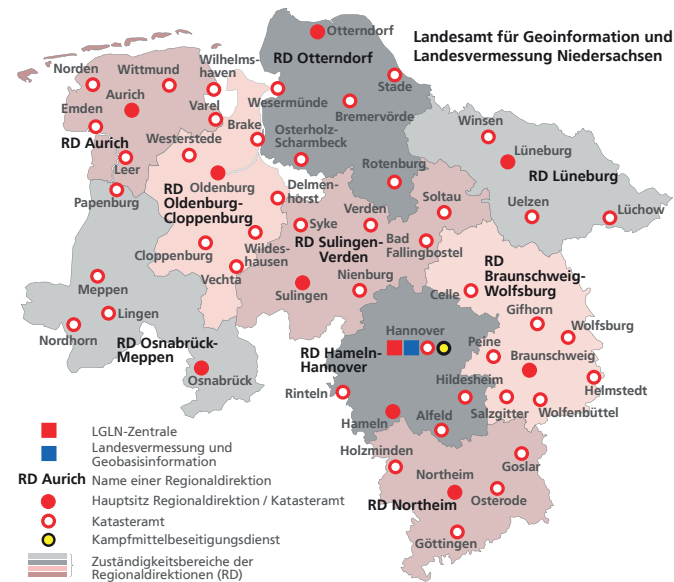 Landesamt für Geoinformation und
Landesvermessung Niedersachsen
Otterndorf
RD Otterndorf
Norden
Wittmund
Wilhelms-
haven
Aurich
Stade
Emden
Varel
Wesermünde
Bremervörde
Westerstede
Brake
Osterholz-
Scharmbeck
Winsen
RD Aurich
Leer
Lüneburg
Rotenburg
RD Lüneburg
Papenburg
RD
Oldenburg-
Cloppenburg
Oldenburg
Delmen-
horst
Soltau
Uelzen
Lüchow
Verden
Syke
Cloppenburg
Wildes-
hausen
RD Sulingen-
Verden
Bad
Fallingbostel
RD
Braunschweig-
Wolfsburg
Vechta
Meppen
Nienburg
Sulingen
Celle
Lingen
Gifhorn
Nordhorn
RD Osnabrück-
Meppen
Hannover
Wolfsburg
RD Hameln-
Hannover
Peine
Braunschweig
Osnabrück
Rinteln
Hildesheim
Helmstedt
Hameln
Alfeld
Salzgitter
Wolfenbüttel
Holzminden
Goslar
Northeim
RD Northeim
Osterode
Göttingen
LGLN-Zentrale
Landesvermessung und
Geobasisinformation
RD Aurich Name einer Regionaldirektion
Hauptsitz Regionaldirektion / Katasteramt
Katasteramt
Kampfmittelbeseitigungsdienst
Zuständigkeitsbereiche der
Regionaldirektionen (RD)